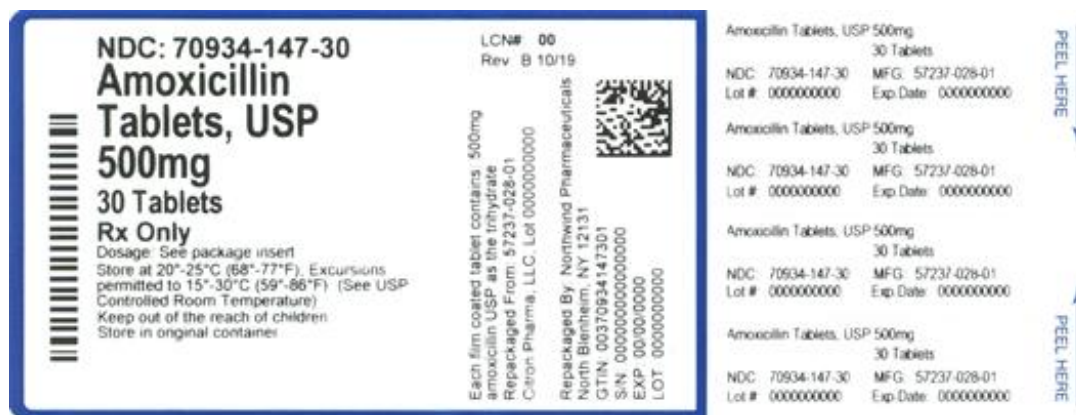 NDC: 70934-147-30
Amoxicillin
Tablets, USP
500mg
30 Tablets
Rx Only
Dosage: See package insert
Store at 20°-25°C (68°-77°F), Excursions
permitted to 15°-30°C (59°-86°F) (See USP
Controlled Room Temperature)
Keep out of the reach of children
Store in original container
LCN# 00
Rev B 10/19
Each film coated tablet contains 500mg
amoxicillin USP as the trihydrate
Repackaged From: 57237-028-01
Citron Pharma, LLC. Lot 0000000000
Repackaged By Northwind Pharmaceuticals
North Blenheim, NY 12131
GTIN 00370934147301
S/N 00000000000000
EXP 00/00/0000
LOT 0000000000
Amoxicillin Tablets, USP 500mg
30 Tablets
NDC: 70934-147-30 MFG: 57237-028-01
Lot #: 0000000000 Exp.Date: 0000000000
Amoxicillin Tablets, USP 500mg
30 Tablets
NDC: 70934-147-30 MFG: 57237-028-01
Lot #: 0000000000 Exp.Date: 0000000000
Amoxicillin Tablets, USP 500mg
30 Tablets
NDC: 70934-147-30 MFG: 57237-028-01
Lot #: 0000000000 Exp.Date: 0000000000
Amoxicillin Tablets, USP 500mg
30 Tablets
NDC: 70934-147-30 MFG: 57237-028-01
Lot #: 0000000000 Exp.Date: 0000000000
PEEL HERE
PEEL HERE